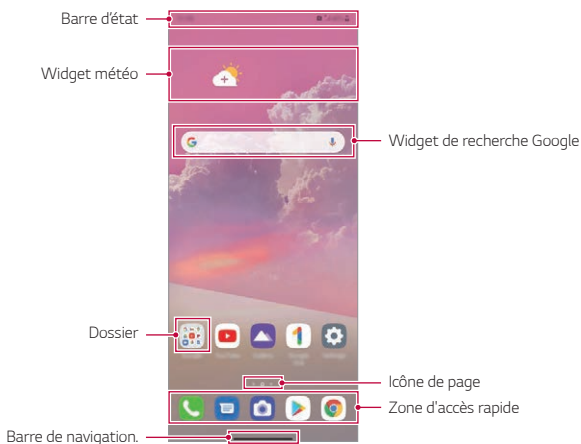 Barre d'état
Widget météo
Widget de recherche Google
Dossier
Icône de page
Zone d'accès rapide
Barre de navigation.